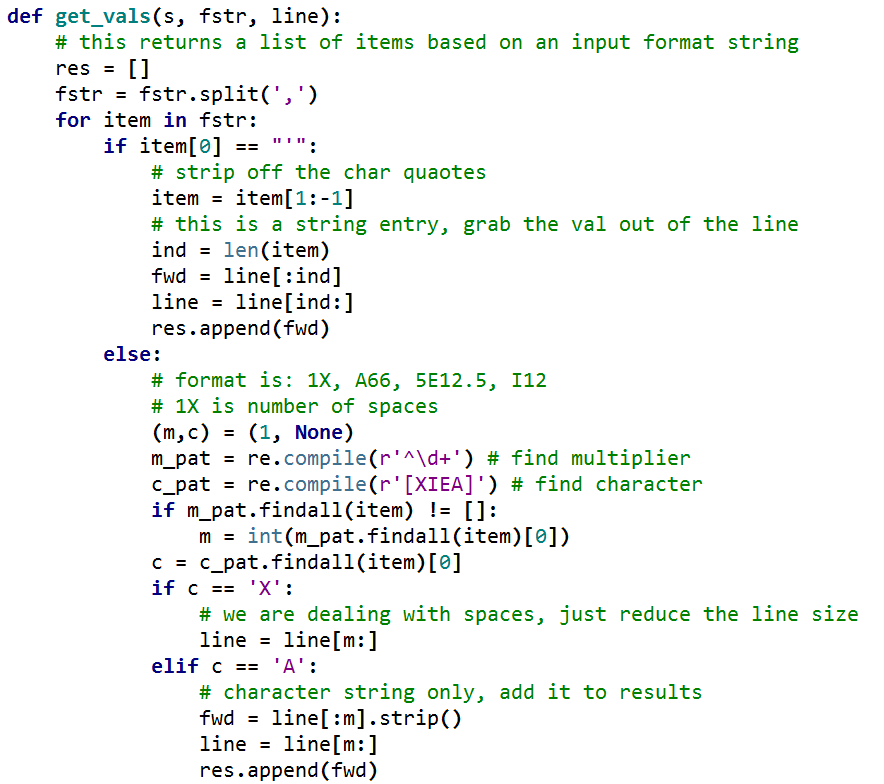 def get_vals(s, fstr, line):
    # this returns a list of items based on an input format string
    res = []
    fstr = fstr.split(',')
    for item in fstr:
        if item[0] == "'":
            # strip off the char quaotes
            item = item[1:-1]
            # this is a string entry, grab the val out of the line
            ind = len(item)
            fwd = line[:ind]
            line = line[ind:]
            res.append(fwd)
        else:
            # format is: 1X, A66, 5E12.5, I12
            # 1X is number of spaces
            (m,c) = (1, None)
            m_pat = re.compile(r'^\d+') # find multiplier
            c_pat = re.compile(r'[XIEA]') # find character
            if m_pat.findall(item) != []:
                m = int(m_pat.findall(item)[0])
            c = c_pat.findall(item)[0]
            if c == 'X':
                # we are dealing with spaces, just reduce the line size
                line = line[m:]
            elif c == 'A':
                # character string only, add it to results
                fwd = line[:m].strip()
                line = line[m:]
                res.append(fwd)